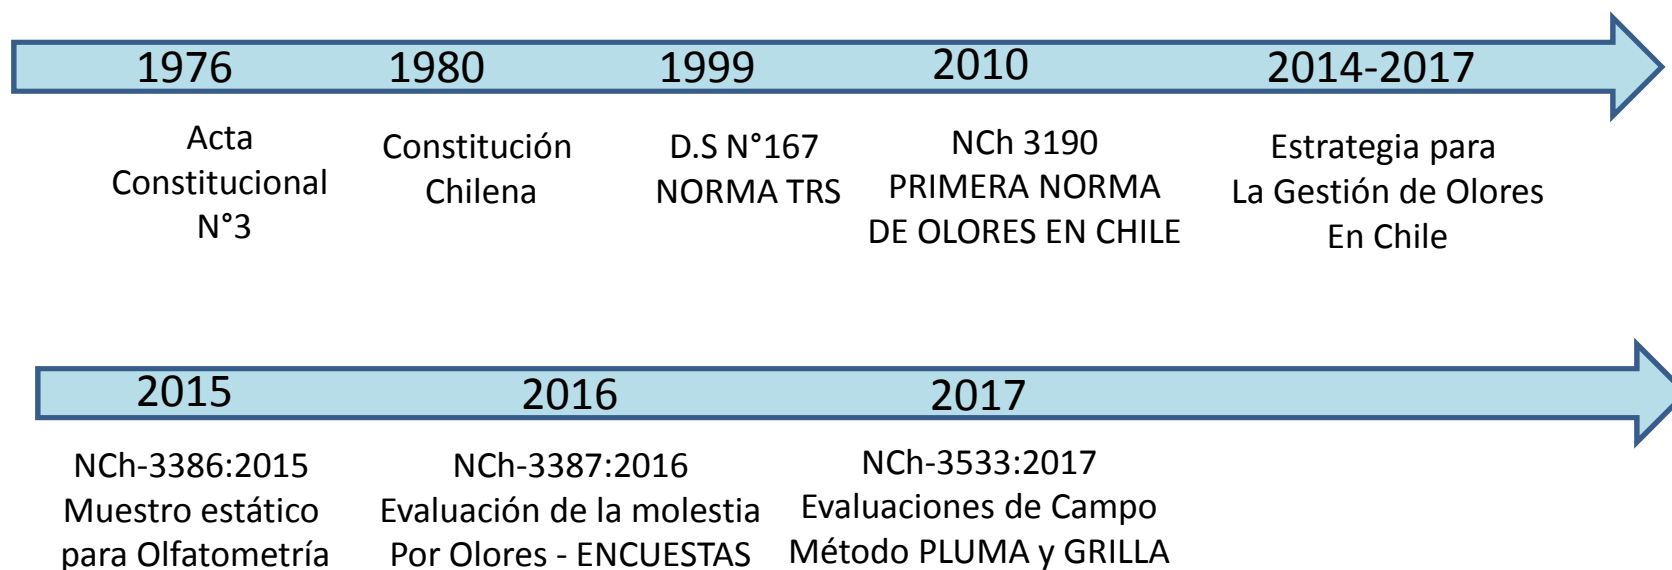 1976
1980
1999
2010
2014-2017
Acta
Constitucional
N°3
Constitución
Chilena
D.S N°167
NORMA TRS
NCh 3190
PRIMERA NORMA
DE OLORES EN CHILE
Estrategia para
La Gestión de Olores
En Chile
2015
2016
2017
NCh-3386:2015
Muestro estático
para Olfatometría
NCh-3387:2016
Evaluación de la molestia
Por Olores - ENCUESTAS
NCh-3533:2017
Evaluaciones de Campo
Método PLUMA y GRILLA